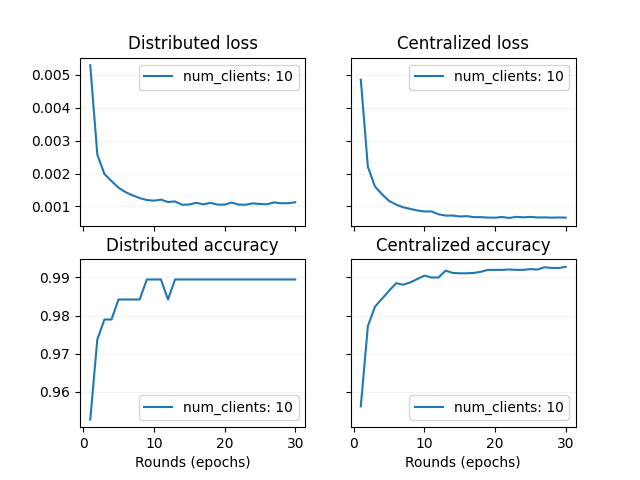 Distributed loss
Centralized loss
num_clients: 10
num_clients: 10
0.005
0.004
0.003
0.002
0.001
Distributed accuracy
Centralized accuracy
0.99
0.98
0.97
0.96
num_clients: 10
num_clients: 10
0 10 20 30
0 10 20 30
Rounds (epochs)
Rounds (epochs)